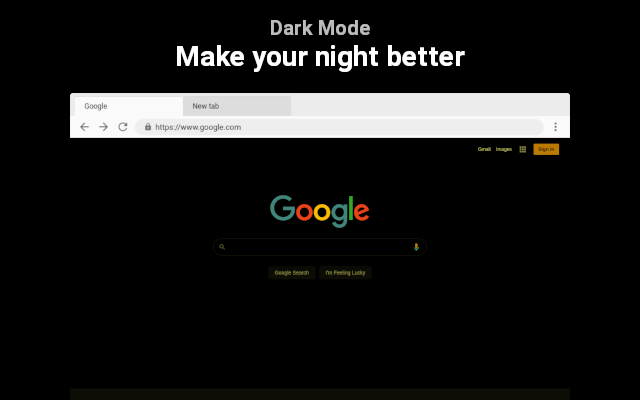 Dark Mode
Make your night better
Google New tab
https://www.google.com
Gmail Images Sign in
Google
Google Search I'm Feeling Lucky